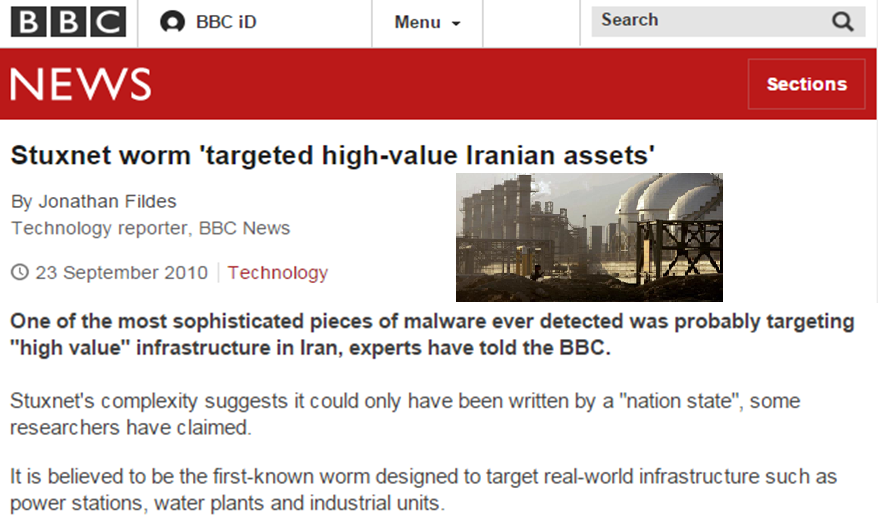 BBC BBC iD Menu Search
NEWS Sections
Stuxnet worm 'targeted high-value Iranian assets'
By Jonathan Fildes
Technology reporter, BBC News
23 September 2010 Technology
One of the most sophisticated pieces of malware ever detected was probably targeting
"high value" infrastructure in Iran, experts have told the BBC.
Stuxnet's complexity suggests it could only have been written by a "nation state", some
researchers have claimed.
It is believed to be the first-known worm designed to target real-world infrastructure such as
power stations, water plants and industrial units.